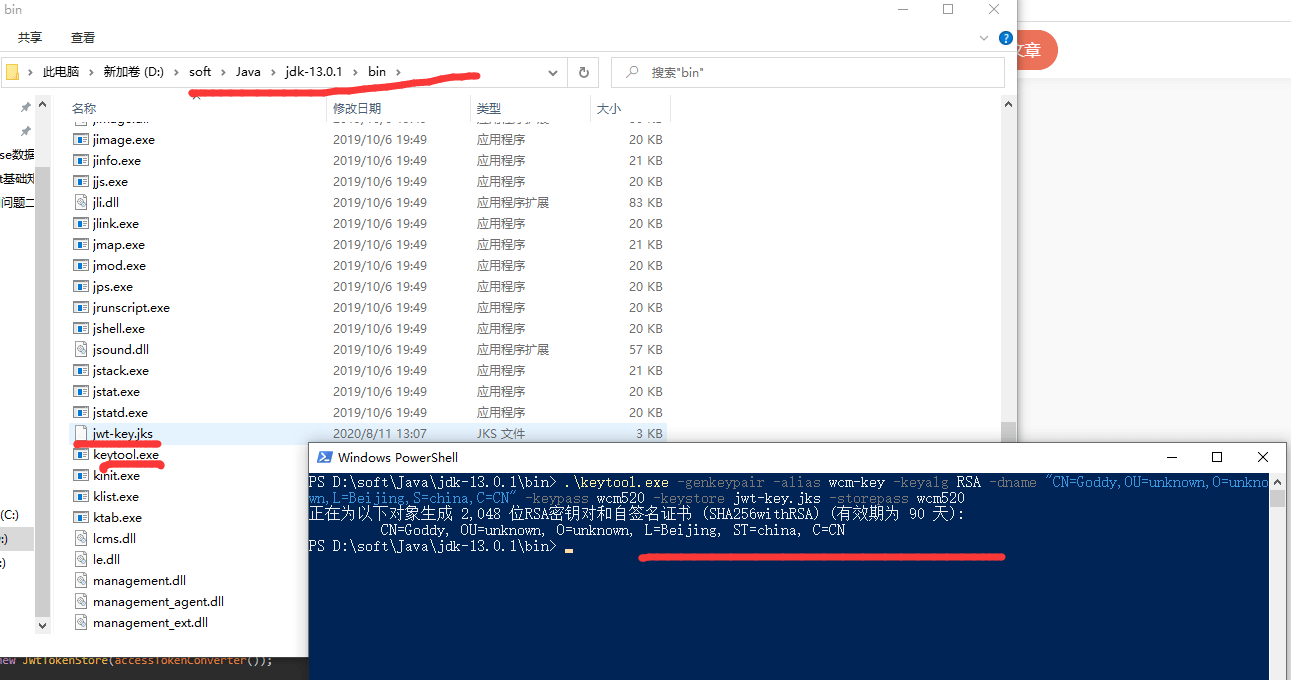 bin
共享 查看
文章
此电脑 新加卷 (D:) soft Java jdk-13.0.1 bin 搜索"bin"
名称 修改日期 类型 大小
jimage.exe 2019/10/6 19:49 应用程序 20 KB
jinfo.exe 2019/10/6 19:49 应用程序 21 KB
jjs.exe 2019/10/6 19:49 应用程序 20 KB
jli.dll 2019/10/6 19:49 应用程序扩展 83 KB
jlink.exe 2019/10/6 19:49 应用程序 20 KB
jmap.exe 2019/10/6 19:49 应用程序 21 KB
jmod.exe 2019/10/6 19:49 应用程序 20 KB
jps.exe 2019/10/6 19:49 应用程序 20 KB
jrunscript.exe 2019/10/6 19:49 应用程序 20 KB
jshell.exe 2019/10/6 19:49 应用程序 20 KB
jsound.dll 2019/10/6 19:49 应用程序扩展 57 KB
jstack.exe 2019/10/6 19:49 应用程序 21 KB
jstat.exe 2019/10/6 19:49 应用程序 20 KB
jstatd.exe 2019/10/6 19:49 应用程序 20 KB
jwt-key.jks 2020/8/11 13:07 JKS 文件 3 KB
keytool.exe
kinit.exe
klist.exe
ktab.exe
lcms.dll
le.dll
management.dll
management_agent.dll
management_ext.dll
se数据
t基础知
问题二
(C:)
:)
:)
Windows PowerShell
PS D:\soft\Java\jdk-13.0.1\bin> .\keytool.exe -genkeypair -alias wcm-key -keyalg RSA -dname "CN=Goddy,OU=unknown,O=unkno
wn,L=Beijing,S=china,C=CN" -keypass wcm520 -keystore jwt-key.jks -storepass wcm520
正在为以下对象生成 2,048 位RSA密钥对和自签名证书 (SHA256withRSA) (有效期为 90 天):
CN=Goddy, OU=unknown, O=unknown, L=Beijing, ST=china, C=CN
PS D:\soft\Java\jdk-13.0.1\bin>
new JwtTokenStore(accessTokenConverter());